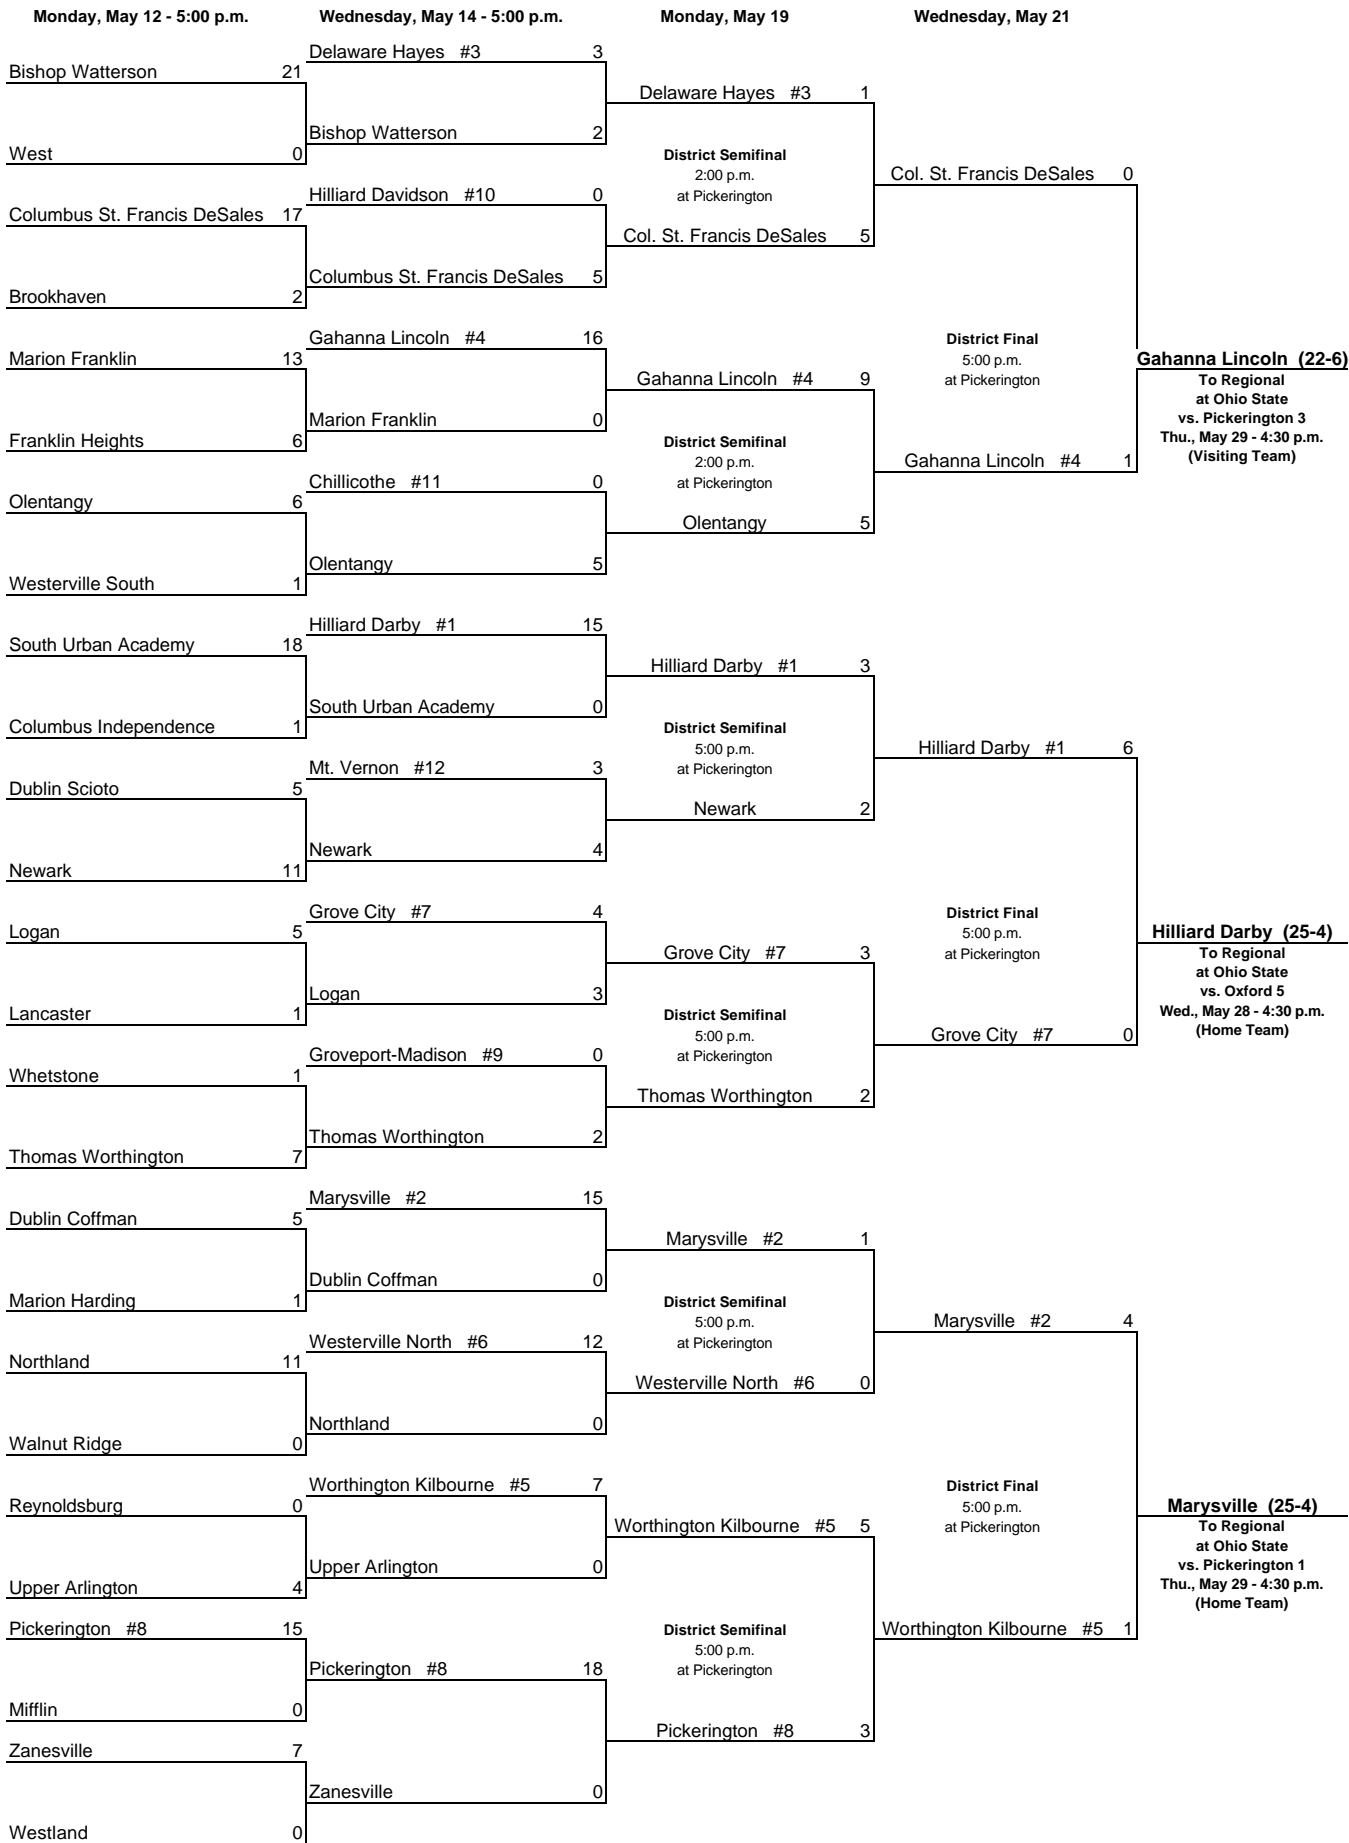 Monday, May 12 - 5:00 p.m. Wednesday, May 14 - 5:00 p.m. Monday, May 19 Wednesday, May 21
Delaware Hayes #3 3
Bishop Watterson 21
Delaware Hayes #3 1
Bishop Watterson 2
West 0
District Semifinal
2:00 p.m.
at Pickerington
Col. St. Francis DeSales 0
Hilliard Davidson #10 0
Columbus St. Francis DeSales 17
Col. St. Francis DeSales 5
Columbus St. Francis DeSales 5
Brookhaven 2
Gahanna Lincoln #4 16
Marion Franklin 13
District Final
5:00 p.m.
at Pickerington
Gahanna Lincoln (22-6)
To Regional
at Ohio State
vs. Pickerington 3
Thu., May 29 - 4:30 p.m.
(Visiting Team)
Gahanna Lincoln #4 9
Marion Franklin 0
Franklin Heights 6
District Semifinal
2:00 p.m.
at Pickerington
Gahanna Lincoln #4 1
Chillicothe #11 0
Olentangy 6
Olentangy 5
Olentangy 5
Westerville South 1
Hilliard Darby #1 15
South Urban Academy 18
Hilliard Darby #1 3
South Urban Academy 0
Columbus Independence 1
District Semifinal
5:00 p.m.
at Pickerington
Hilliard Darby #1 6
Mt. Vernon #12 3
Dublin Scioto 5
Newark 2
Newark 4
Newark 11
Grove City #7 4
Logan 5
District Final
5:00 p.m.
at Pickerington
Hilliard Darby (25-4)
To Regional
at Ohio State
vs. Oxford 5
Wed., May 28 - 4:30 p.m.
(Home Team)
Grove City #7 3
Logan 3
Lancaster 1
District Semifinal
5:00 p.m.
at Pickerington
Grove City #7 0
Groveport-Madison #9 0
Whetstone 1
Thomas Worthington 2
Thomas Worthington 2
Thomas Worthington 7
Marysville #2 15
Dublin Coffman 5
Marysville #2 1
Dublin Coffman 0
Marion Harding 1
District Semifinal
5:00 p.m.
at Pickerington
Marysville #2 4
Westerville North #6 12
Northland 11
Westerville North #6 0
Northland 0
Walnut Ridge 0
Worthington Kilbourne #5 7
Reynoldsburg 0
District Final
5:00 p.m.
at Pickerington
Marysville (25-4)
To Regional
at Ohio State
vs. Pickerington 1
Thu., May 29 - 4:30 p.m.
(Home Team)
Worthington Kilbourne #5 5
Upper Arlington 0
Upper Arlington 4
Pickerington #8 15
District Semifinal
5:00 p.m.
at Pickerington
Worthington Kilbourne #5 1
Pickerington #8 18
Mifflin 0
Pickerington #8 3
Zanesville 7
Zanesville 0
Westland 0